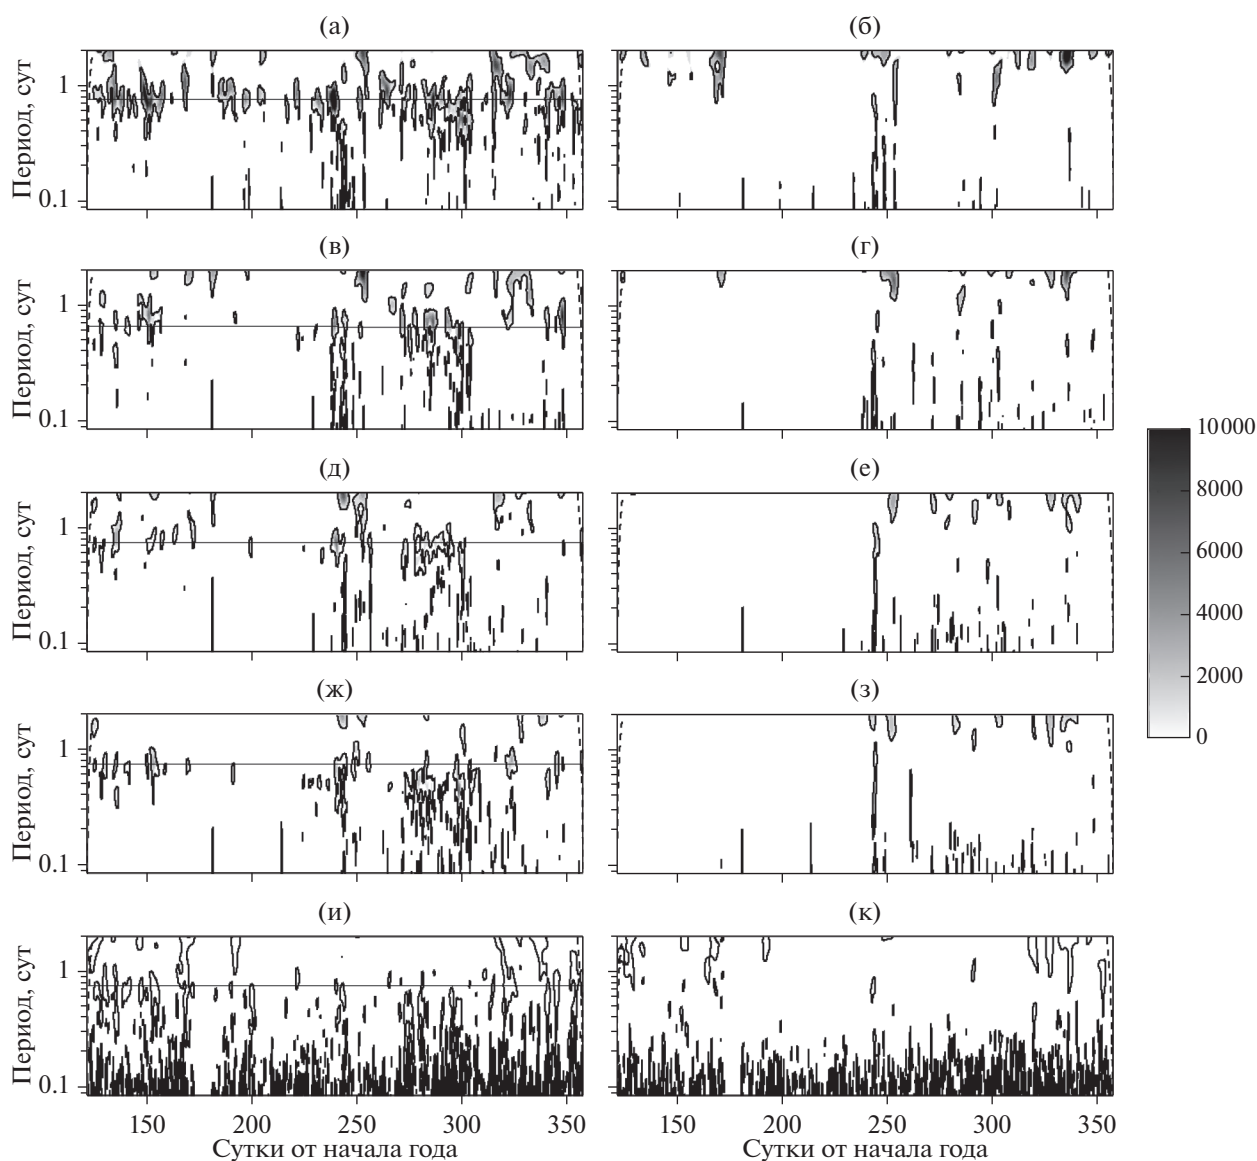 (а)
(б)
Период, сут
1
0.1
(в)
(г)
Период, сут
1
0.1
(д)
(е)
Период, сут
1
0.1
(ж)
(з)
Период, сут
1
0.1
(и)
(к)
Период, сут
1
0.1
150
200
250
300
150
200
250
300
Сутки от начала года
Сутки от начала года
10000
8000
6000
4000
2000
0